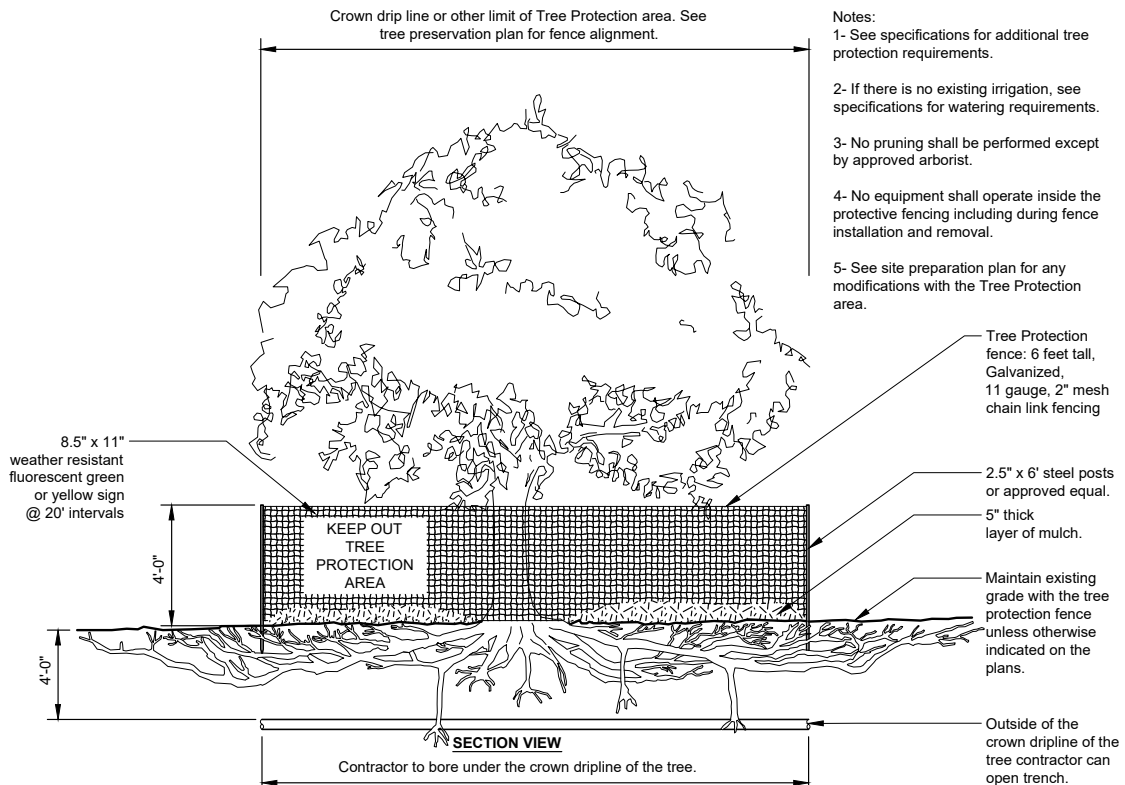 Crown drip line or other limit of Tree Protection area. See
tree preservation plan for fence alignment.
Notes:
1- See specifications for additional tree
protection requirements.
2- If there is no existing irrigation, see
specifications for watering requirements.
3- No pruning shall be performed except
by approved arborist.
4- No equipment shall operate inside the
protective fencing including during fence
installation and removal.
5- See site preparation plan for any
modifications with the Tree Protection
area.
Tree Protection
fence: 6 feet tall,
Galvanized,
11 gauge, 2" mesh
chain link fencing
8.5" x 11"
weather resistant
fluorescent green
or yellow sign
@ 20' intervals
2.5" x 6' steel posts
or approved equal.
5" thick
layer of mulch.
KEEP OUT
TREE
PROTECTION
AREA
4'-0"
Maintain existing
grade with the tree
protection fence
unless otherwise
indicated on the
plans.
4'-0"
Outside of the
crown dripline of the
tree contractor can
open trench.
SECTION VIEW
Contractor to bore under the crown dripline of the tree.